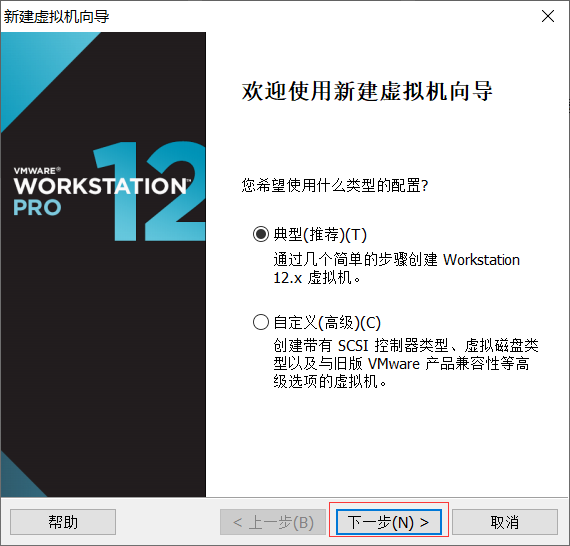 新建虚拟机向导
VMWARE®
WORKSTATION™
PRO
12
欢迎使用新建虚拟机向导
您希望使用什么类型的配置?
典型(推荐)(T)
通过几个简单的步骤创建 Workstation
12.x 虚拟机。
自定义(高级)(C)
创建带有 SCSI 控制器类型、虚拟磁盘类
型以及与旧版 VMware 产品兼容性等高
级选项的虚拟机。
帮助
< 上一步(B)
下一步(N) >
取消